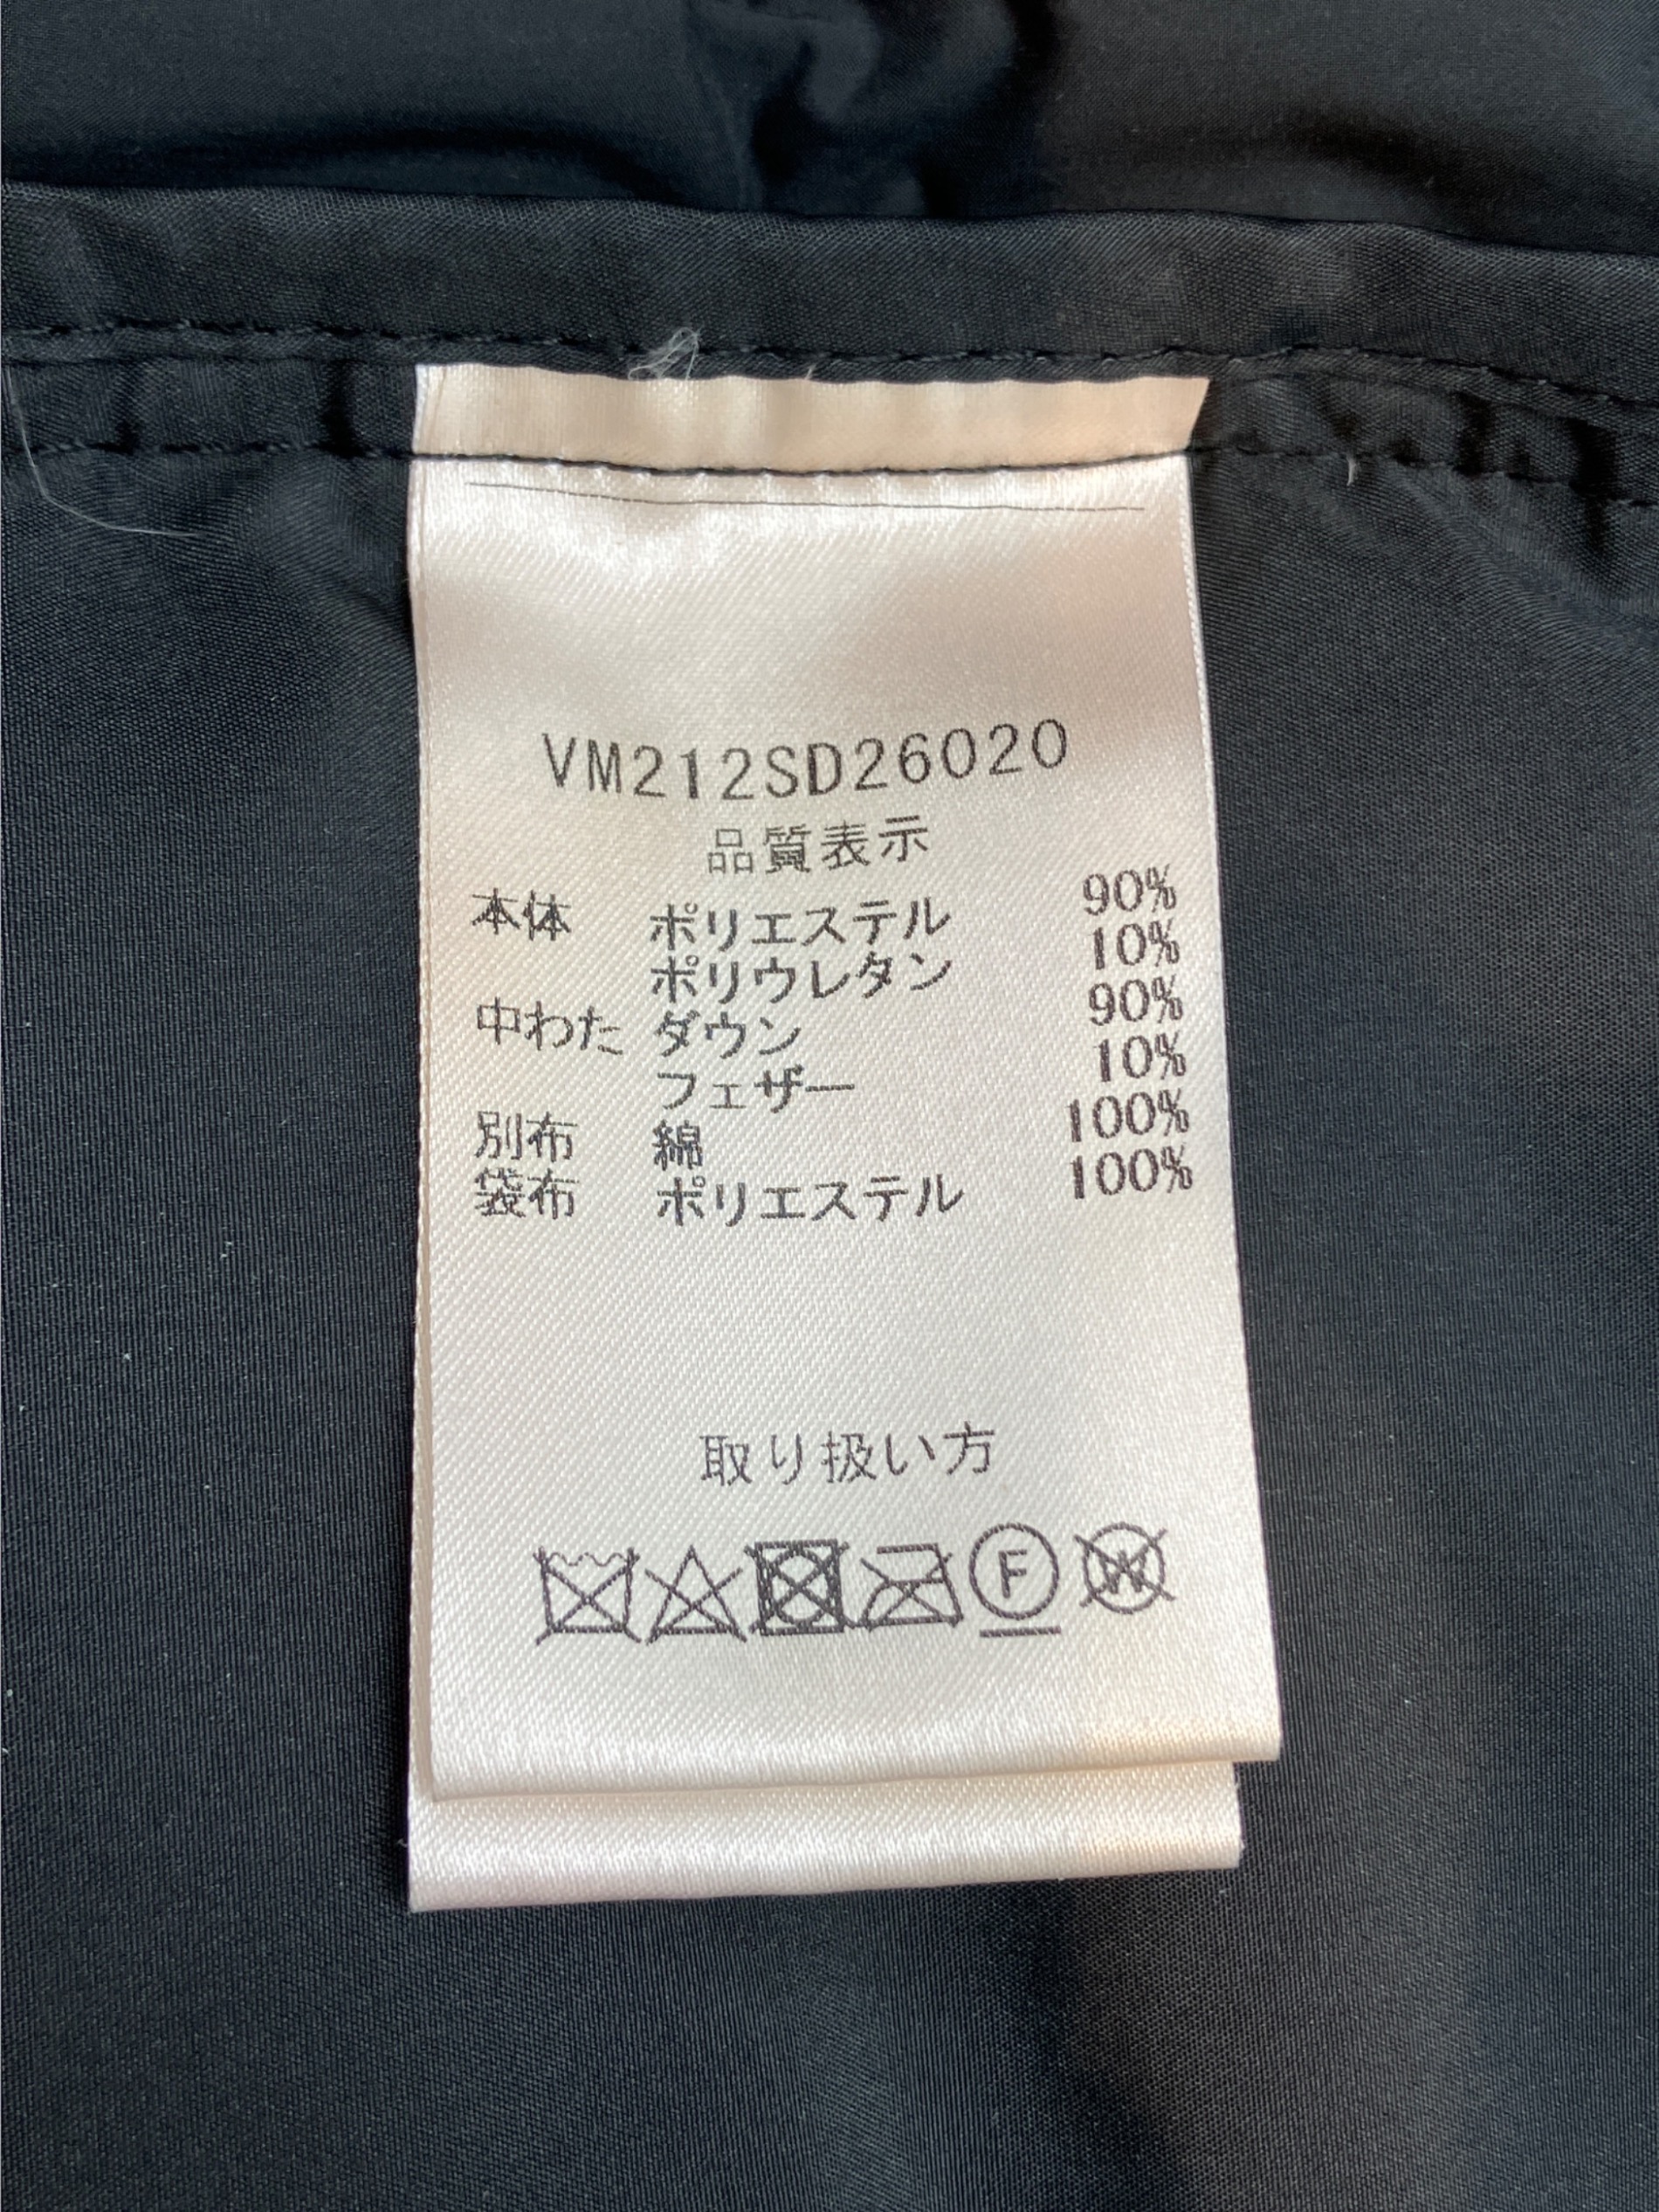 VM212SD26020
品質表示
本体 ポリエステル 90%
ポリウレタン 10%
中わた ダウン 90%
フェザー 10%
別布 綿 100%
袋布 ポリエステル 100%
取り扱い方
F W